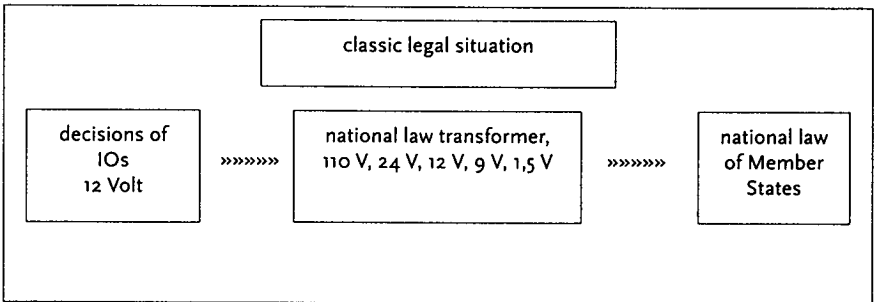 classic legal situation
decisions of
IOs
12 Volt
»»»»»
national law transformer,
110 V, 24 V, 12 V, 9 V, 1,5 V
»»»»»
national law
of Member
States